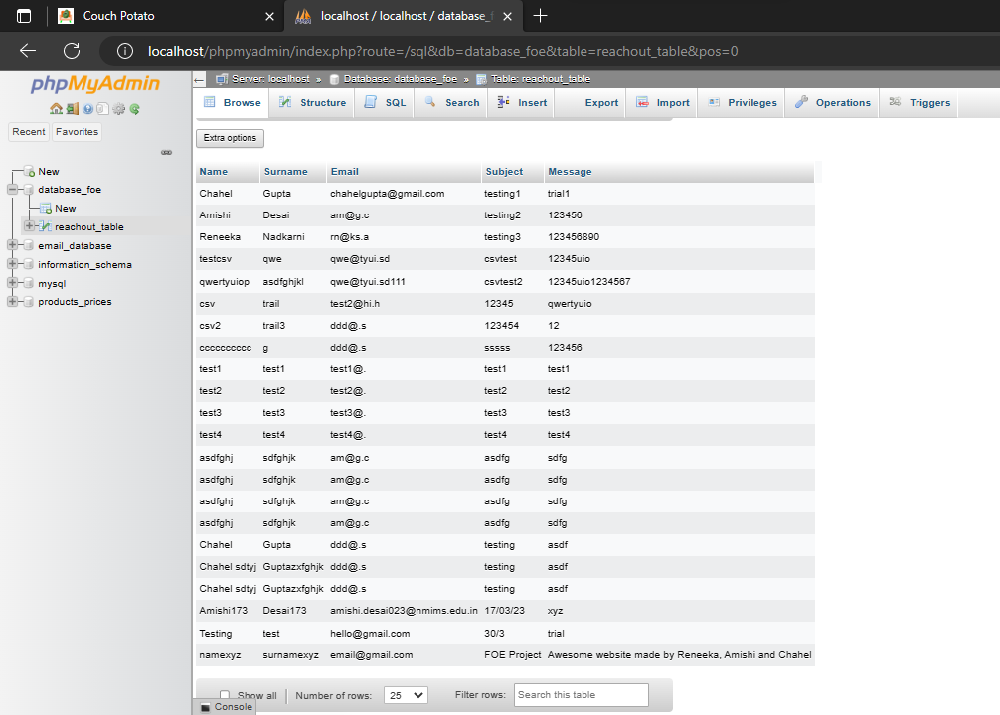 Couch Potato
localhost / localhost / database_f
localhost/phpmyadmin/index.php?route=/sql&db=database_foe&table=reachout_table&pos=0
phpMyAdmin
Recent Favorites
New
database_foe
New
reachout_table
email_database
information_schema
mysql
products_prices
Server: localhost » Database: database_foe » Table: reachout_table
Browse Structure SQL Search Insert Export Import Privileges Operations Triggers
Extra options
Name Surname Email Subject Message
Chahel Gupta chahelgupta@gmail.com testing1 trial1
Amishi Desai am@g.c testing2 123456
Reneeka Nadkarni rn@ks.a testing3 123456890
testcsv qwe qwe@tyui.sd csvtest 12345uio
qwertyuiop asdfghjkl qwe@tyui.sd111 csvtest2 12345uio1234567
csv trail test2@hi.h 12345 qwertyuio
csv2 trail3 ddd@.s 123454 12
cccccccccc g ddd@.s sssss 123456
test1 test1 test1@. test1 test1
test2 test2 test2@. test2 test2
test3 test3 test3@. test3 test3
test4 test4 test4@. test4 test4
asdfghj sdfghjk am@g.c asdfg sdfg
asdfghj sdfghjk am@g.c asdfg sdfg
asdfghj sdfghjk am@g.c asdfg sdfg
asdfghj sdfghjk am@g.c asdfg sdfg
Chahel Gupta ddd@.s testing asdf
Chahel sdtyj Guptazxfghjk ddd@.s testing asdf
Chahel sdtyj Guptazxfghjk ddd@.s testing asdf
Amishi173 Desai173 amishi.desai023@nmims.edu.in 17/03/23 xyz
Testing test hello@gmail.com 30/3 trial
namexyz surnamexyz email@gmail.com FOE Project Awesome website made by Reneeka, Amishi and Chahel
Show all Number of rows: 25 Filter rows: Search this table
Console